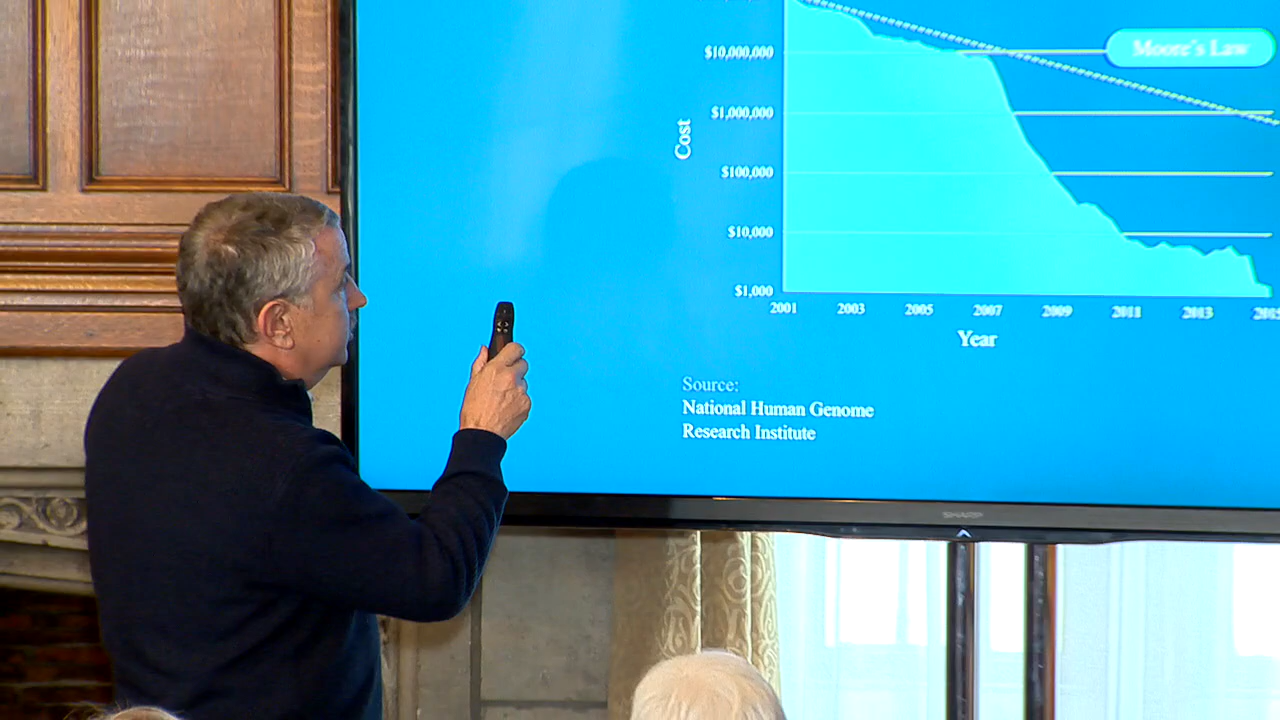 $10,000,000
Moore's Law
$1,000,000
Cost
$100,000
$10,000
$1,000
2001 2003 2005 2007 2009 2011 2013
Year
Source:
National Human Genome
Research Institute
SHARP